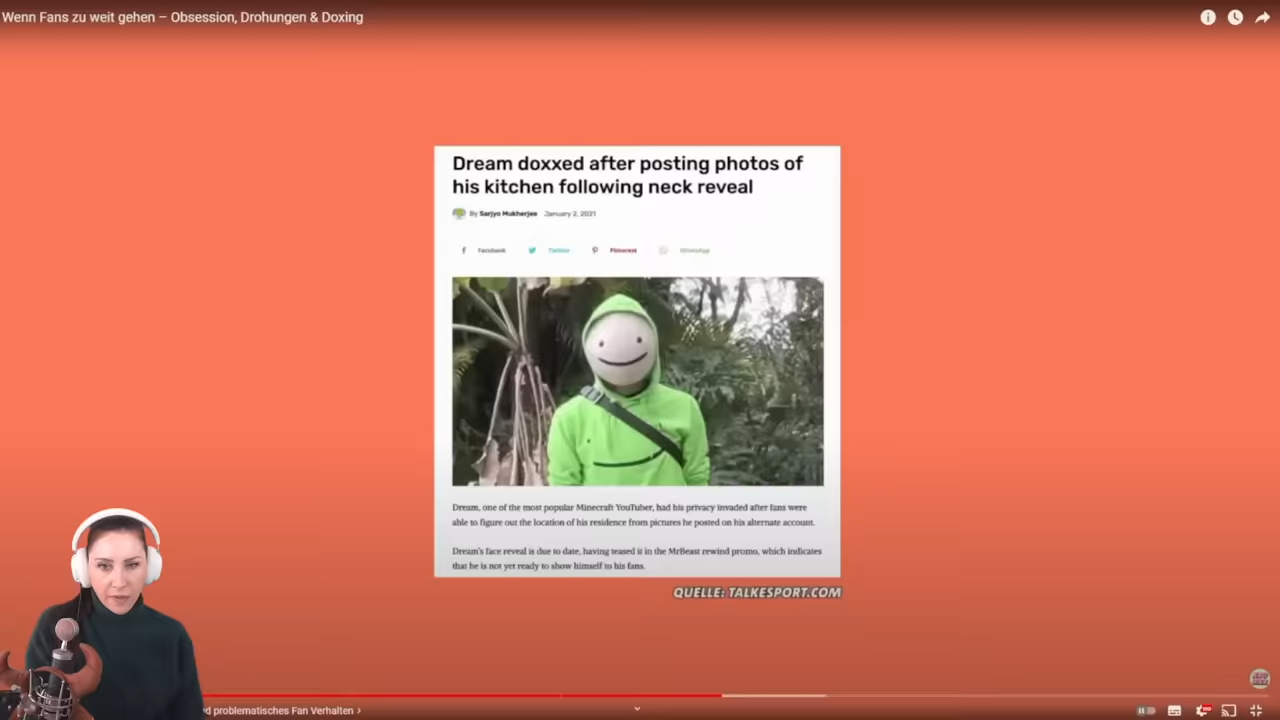 Wenn Fans zu weit gehen – Obsession, Drohungen & Doxing
Dream doxxed after posting photos of
his kitchen following neck reveal
By Sarjyo Mukherjee January 2, 2021
Facebook Twitter Pinterest WhatsApp
Dream, one of the most popular Minecraft YouTuber, had his privacy invaded after fans were
able to figure out the location of his residence from pictures he posted on his alternate account.
Dream's face reveal is due to date, having teased it in the MrBeast rewind promo, which indicates
that he is not yet ready to show himself to his fans.
QUELLE: TALKESPORT.COM
d problematisches Fan Verhalten ›